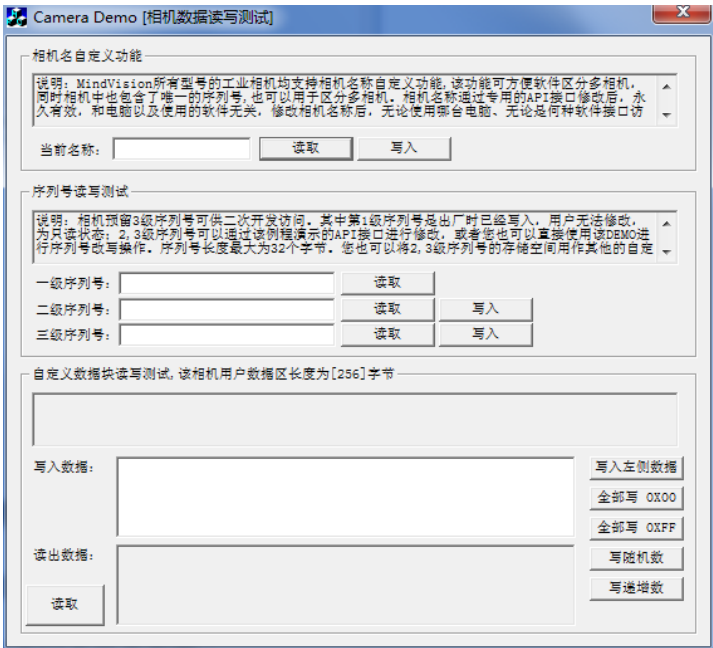 Camera Demo [相机数据读写测试]
相机名自定义功能
说明: MindVision所有型号的工业相机均支持相机名称自定义功能,该功能可方便软件区分多相机,
同时相机中也包含了唯一的序列号,也可以用于区分多相机. 相机名称通过专用的API接口修改后, 永
久有效, 和电脑以及使用的软件无关, 修改相机名称后, 无论使用哪台电脑、无论是何种软件接口访
当前名称: 读取 写入
序列号读写测试
说明: 相机预留3级序列号可供二次开发访问. 其中第1级序列号是出厂时已经写入, 用户无法修改,
为只读状态; 2,3级序列号可以通过该例程演示的API接口进行修改, 或者您也可以直接使用该DEMO进
行序列号改写操作. 序列号长度最大为32个字节. 您也可以将2,3级序列号的存储空间用作其他的自定
一级序列号: 读取
二级序列号: 读取 写入
三级序列号: 读取 写入
自定义数据块读写测试,该相机用户数据区长度为[256]字节
写入数据: 写入左侧数据
全部写 0X00
全部写 0XFF
读出数据: 写随机数
写递增数
读取